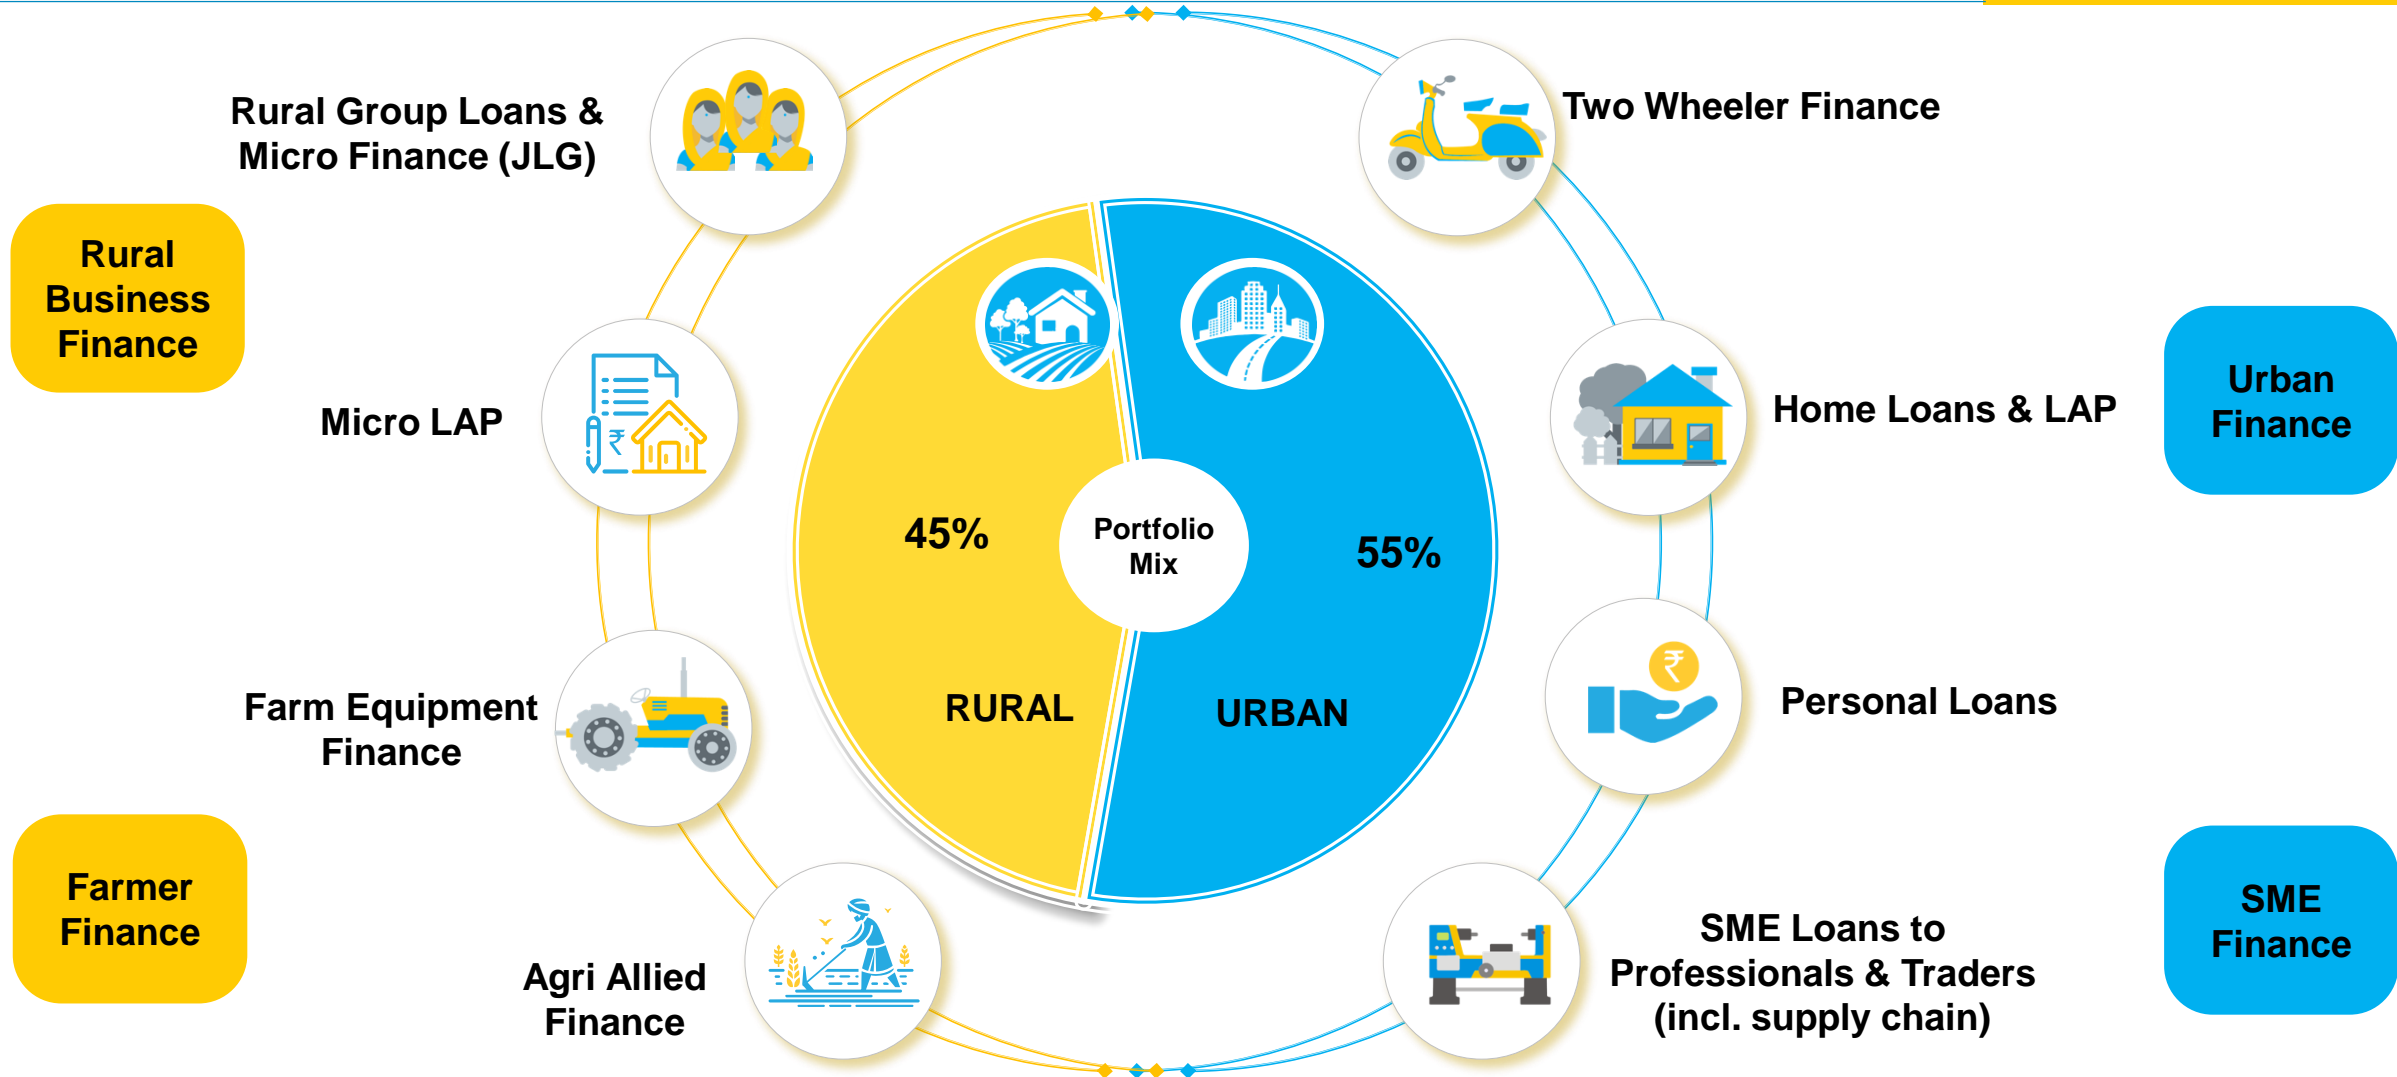 Rural Group Loans &
Micro Finance (JLG)
Two Wheeler Finance
Rural
Business
Finance
Micro LAP
Home Loans & LAP
Urban
Finance
45%
Portfolio
Mix
55%
RURAL
URBAN
Farm Equipment
Finance
Personal Loans
Farmer
Finance
Agri Allied
Finance
SME Loans to
Professionals & Traders
(incl. supply chain)
SME
Finance
₹
₹